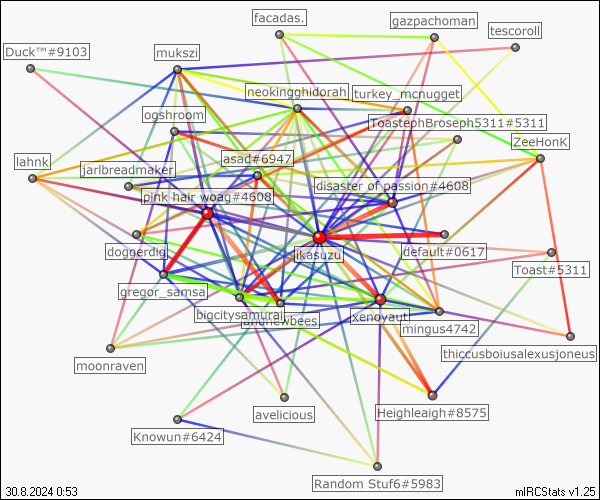 facadas.
gazpachoman
tescoroll
Duck™#9103
mukszi
neokingghidorah
turkey_mcnugget
ogshroom
ToastephBroseph5311#5311
ZeeHonK
lahnk
jarlbreadmaker
asad#6947
disaster of passion#4608
pink hair woag#4608
doggerdig
jikasuzu
default#0617
Toast#5311
gregor_samsa
bigcitysamurai
andnewbees
xenoyaut
mingus4742
thiccusboiusalexusjoneus
moonraven
avelicious
Heighleaigh#8575
Knowun#6424
Random Stuf6#5983
30.8.2024 0:53
mIRCStats v1.25